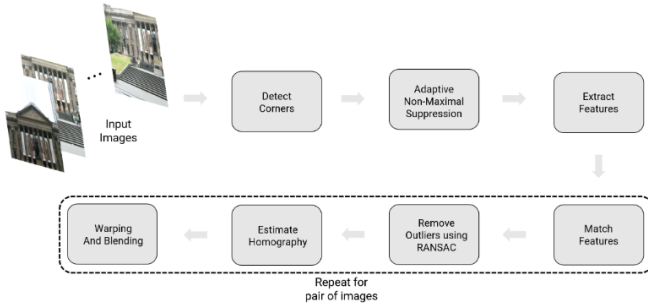 Input
Images
Detect
Corners
Adaptive
Non-Maximal
Suppression
Extract
Features
Match
Features
Remove
Outliers using
RANSAC
Estimate
Homography
Warping
And Blending
Repeat for
pair of images